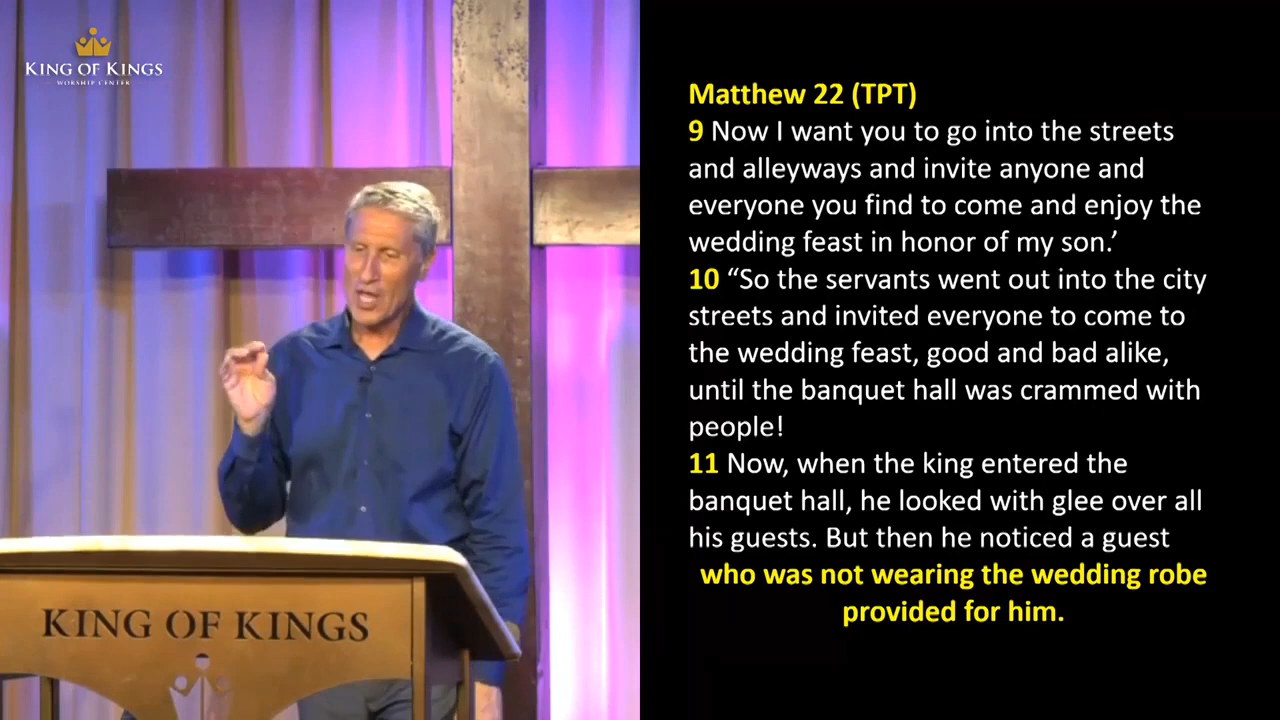 KING OF KINGS
WORSHIP CENTER
KING OF KINGS
Matthew 22 (TPT)
9 Now I want you to go into the streets
and alleyways and invite anyone and
everyone you find to come and enjoy the
wedding feast in honor of my son.’
10 “So the servants went out into the city
streets and invited everyone to come to
the wedding feast, good and bad alike,
until the banquet hall was crammed with
people!
11 Now, when the king entered the
banquet hall, he looked with glee over all
his guests. But then he noticed a guest
who was not wearing the wedding robe
provided for him.